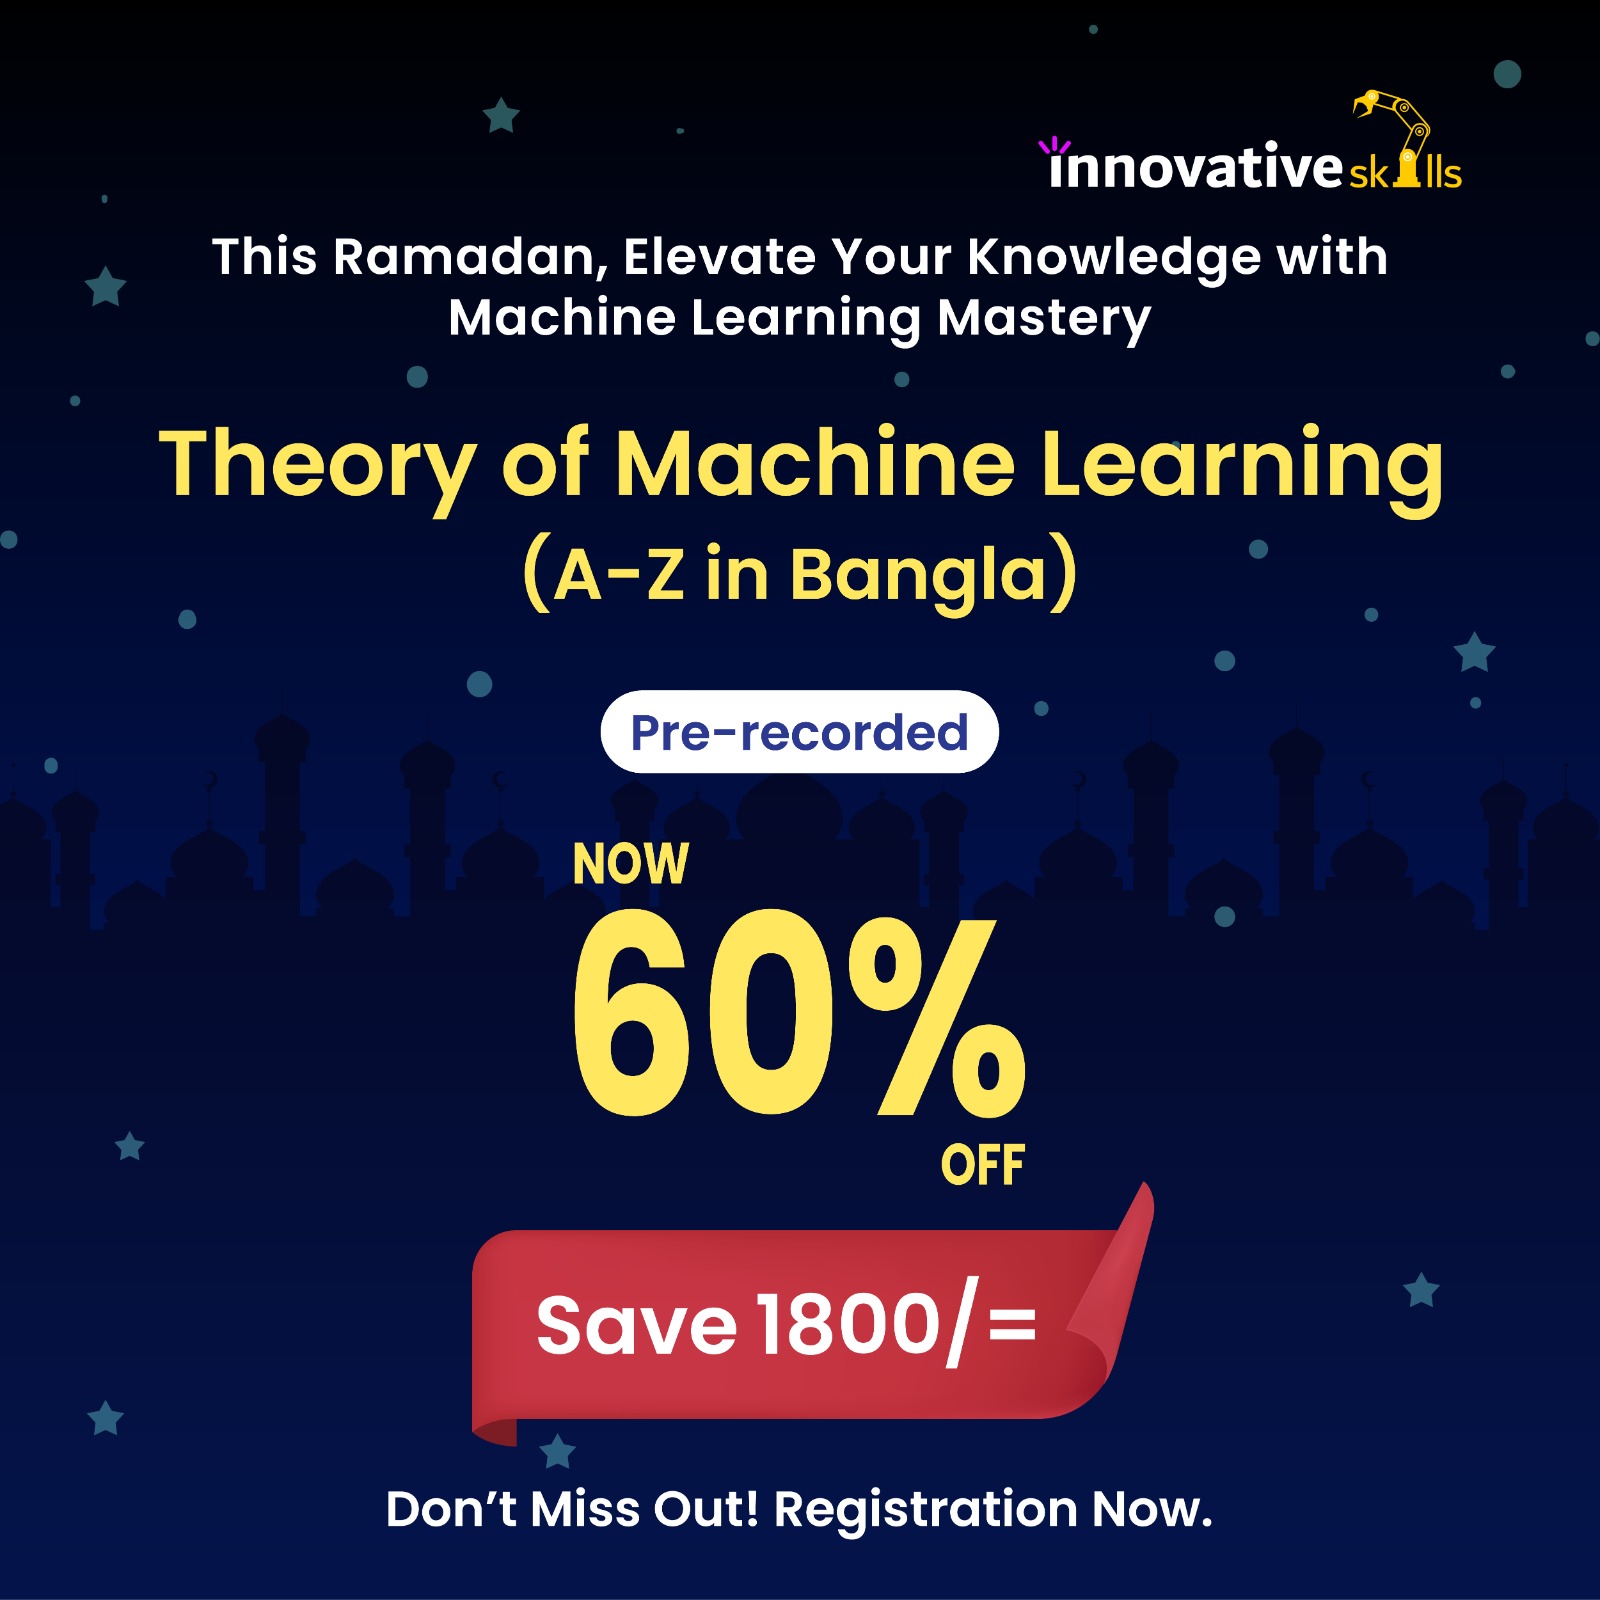 innovative skills
This Ramadan, Elevate Your Knowledge with
Machine Learning Mastery
Theory of Machine Learning
(A-Z in Bangla)
Pre-recorded
NOW
60%
OFF
Save 1800/=
Don't Miss Out! Registration Now.